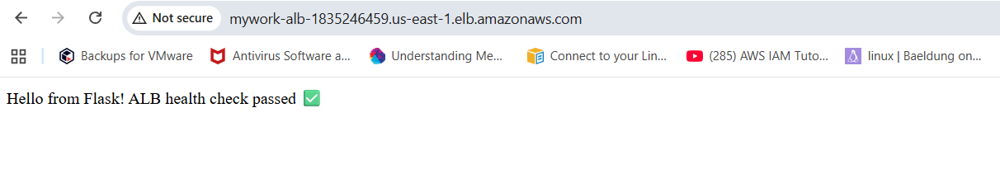 Not secure mywork-alb-1835246459.us-east-1.elb.amazonaws.com
Backups for VMware Antivirus Software a... Understanding Me... Connect to your Lin... (285) AWS IAM Tuto... linux | Baeldung on...
Hello from Flask! ALB health check passed ✅